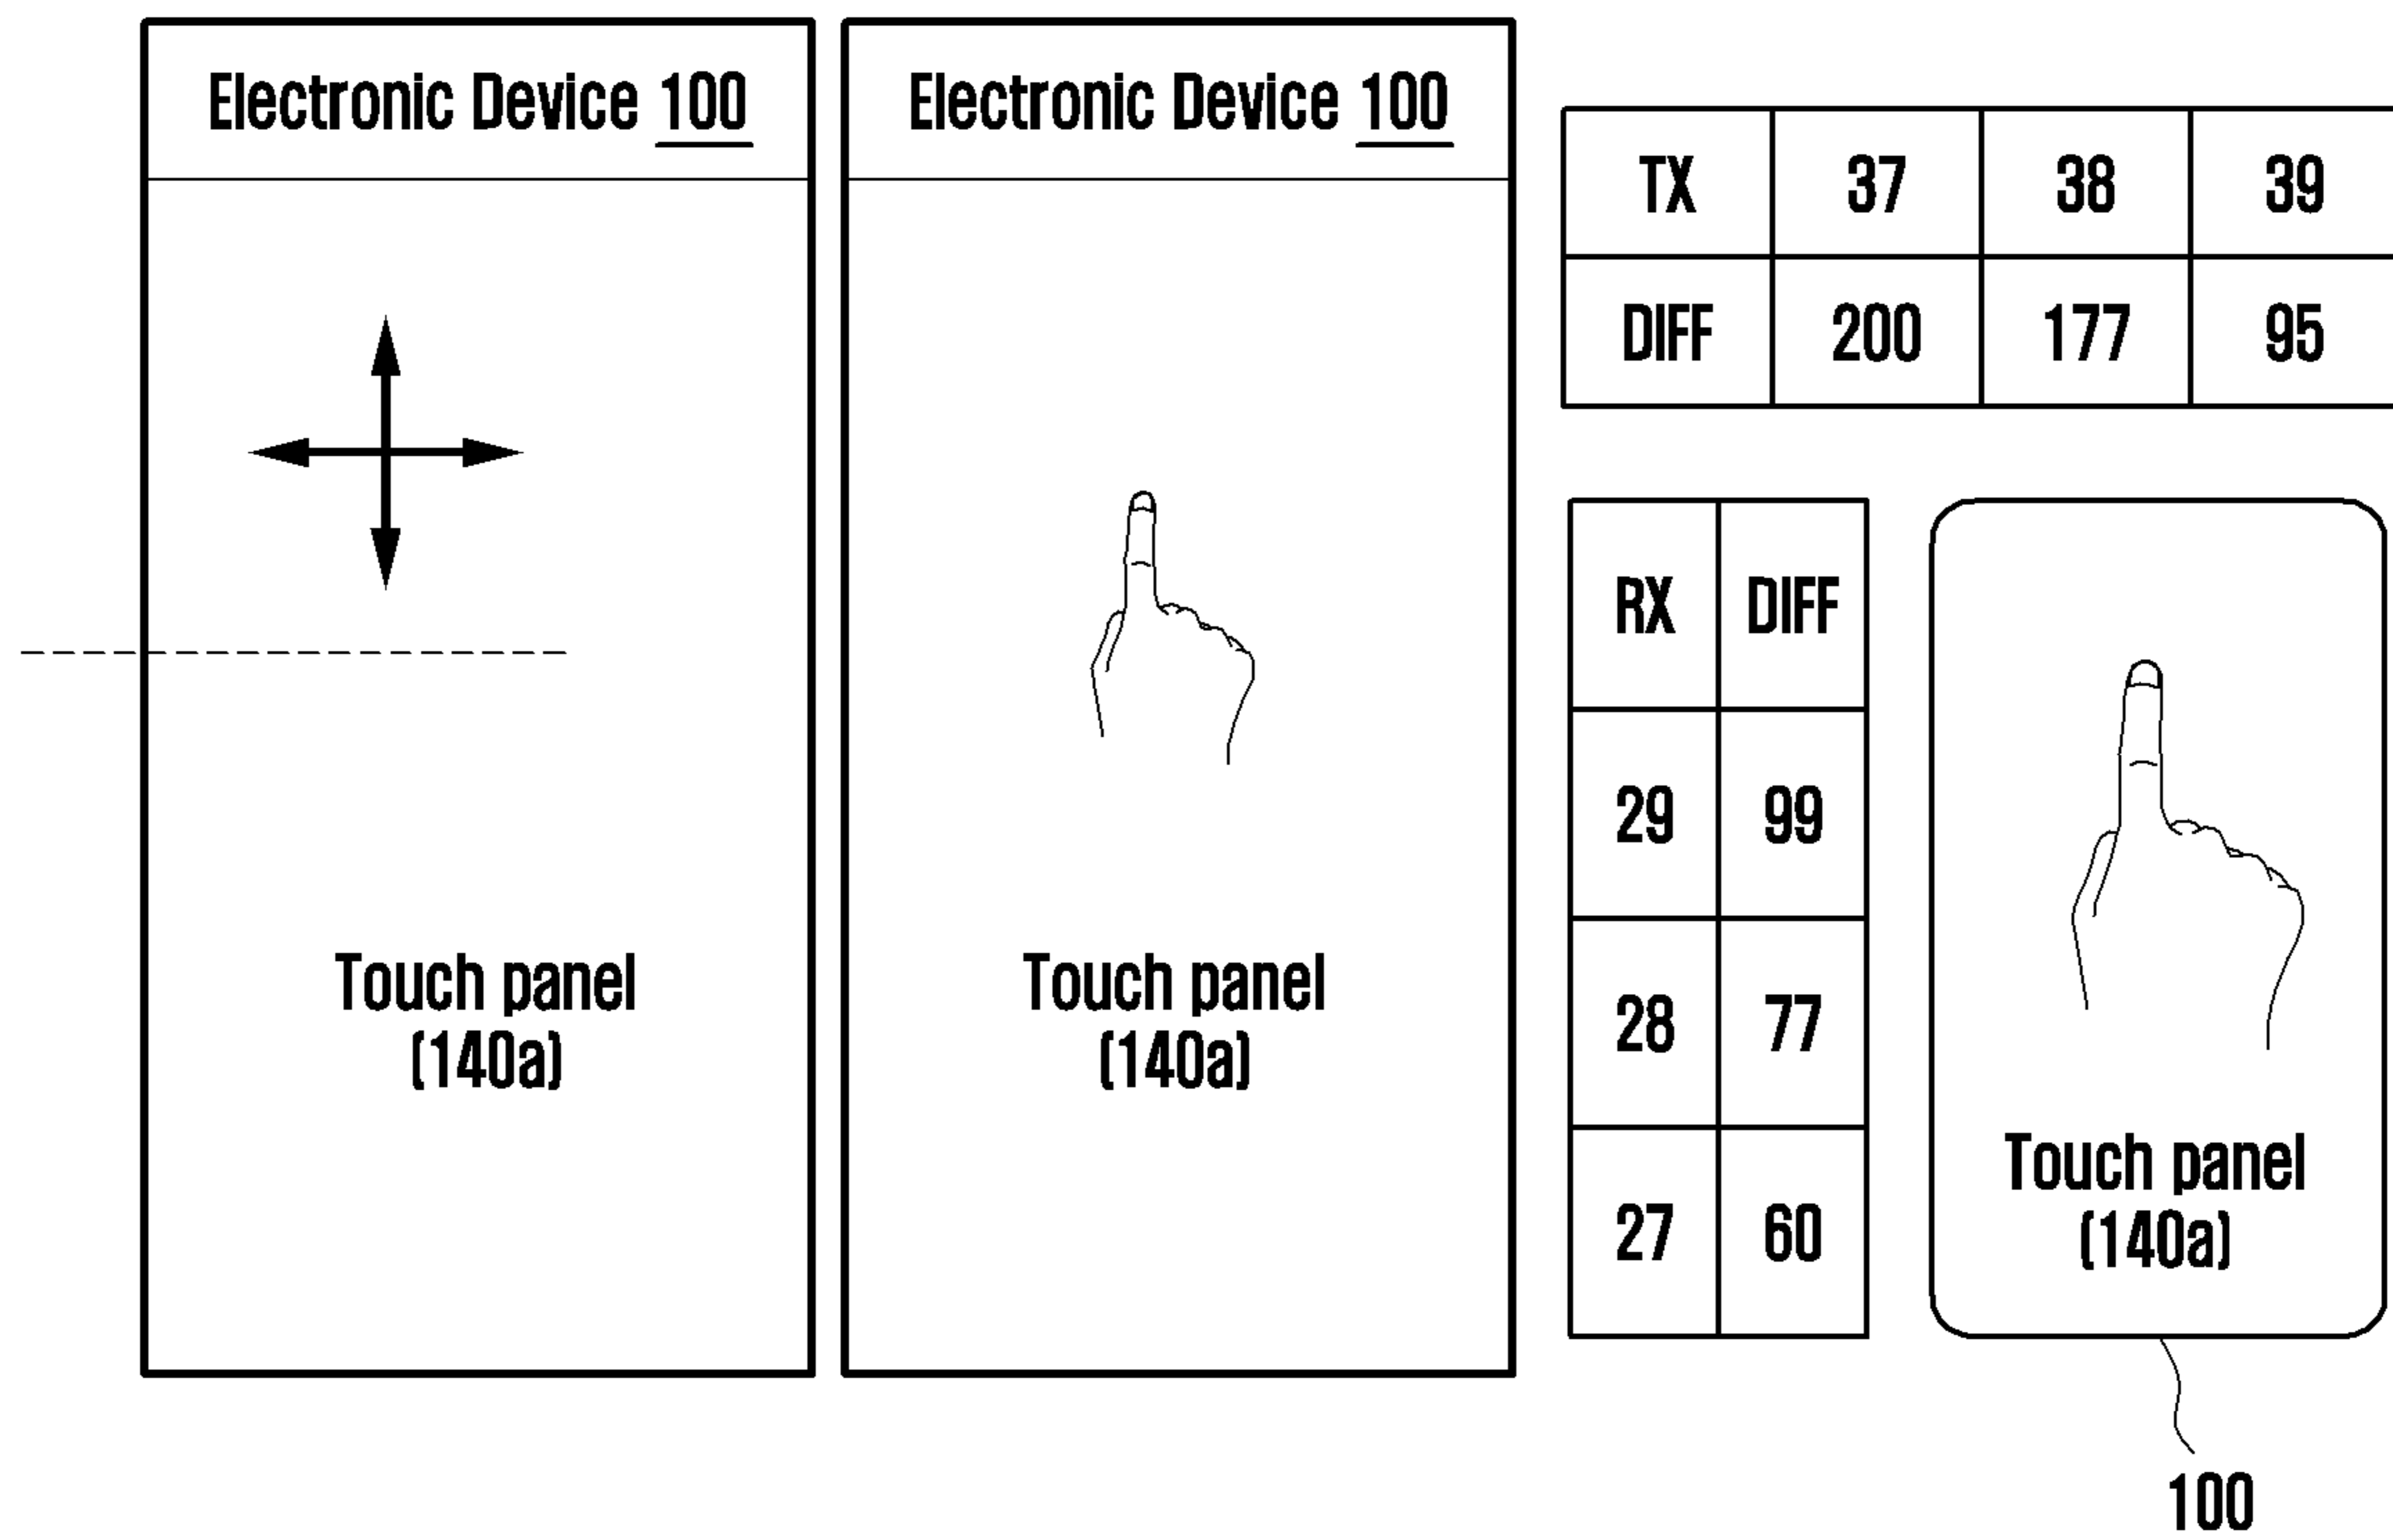 Electronic Device 100
Touch panel
(140a)
Electronic Device 100
Touch panel
(140a)
TX 37 38 39
DIFF 200 177 95
RX DIFF
29 99
28 77
27 60
Touch panel
(140a)
100